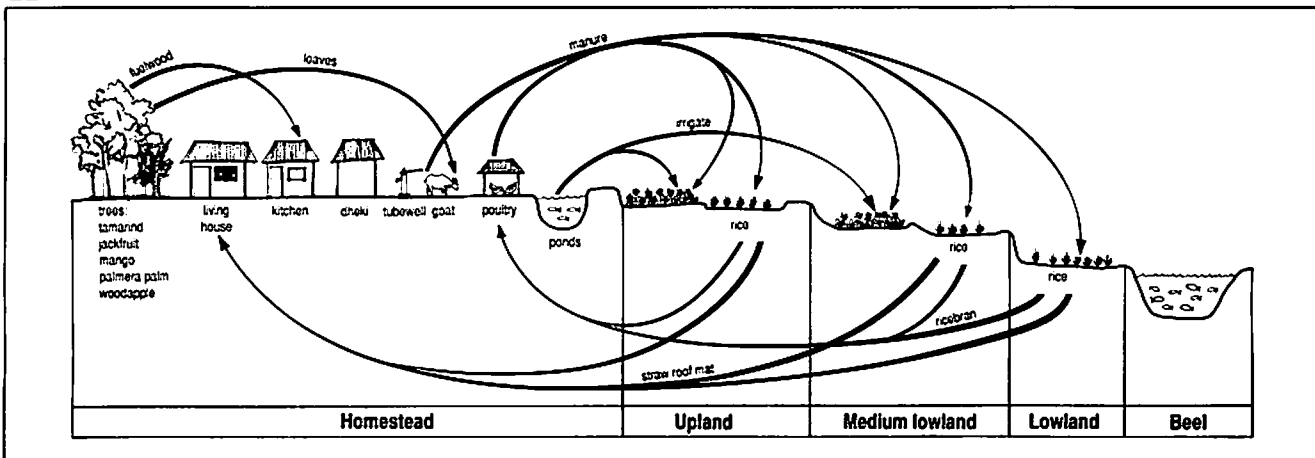 manure
fuelwood
leaves
irrigate
trees:
tamarind
jackfruit
mango
palmera palm
woodapple
living
house
kitchen
dheki
tubewell
goat
poultry
ponds
rice
rice
rice
ricebran
straw roof mat
Homestead
Upland
Medium lowland
Lowland
Beel